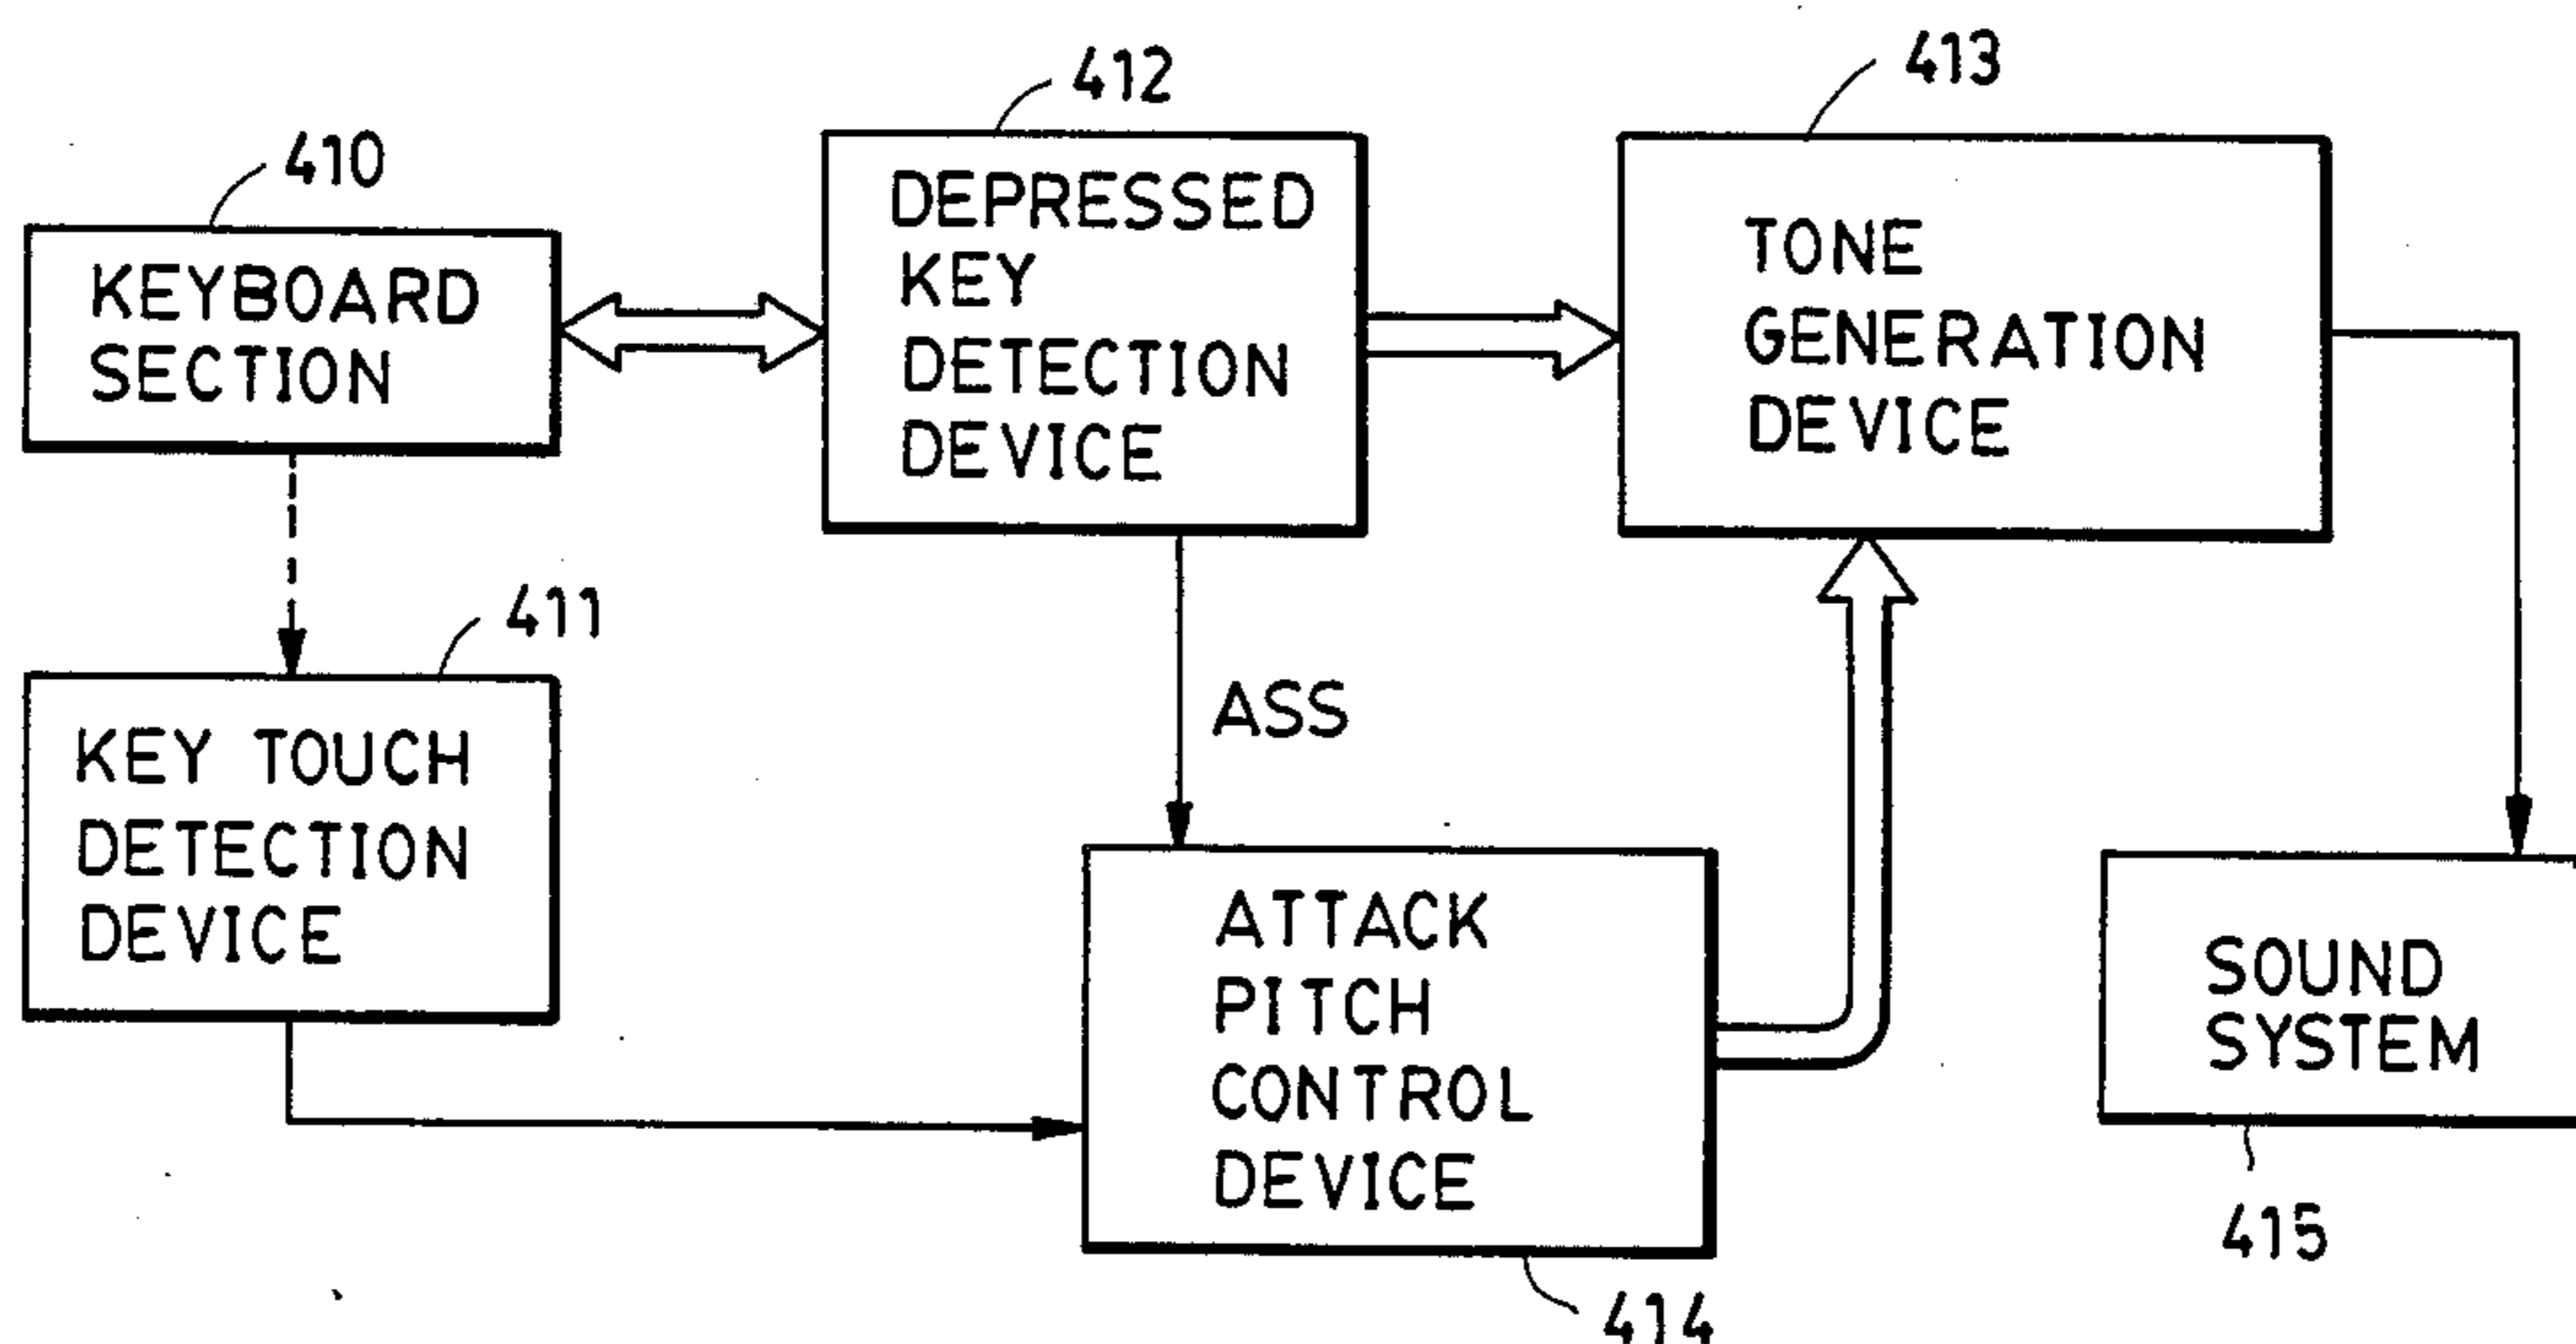 412
413
410
DEPRESSED
KEY
DETECTION
DEVICE
TONE
GENERATION
DEVICE
KEYBOARD
SECTION
411
ASS
KEY TOUCH
DETECTION
DEVICE
ATTACK
PITCH
CONTROL
DEVICE
SOUND
SYSTEM
415
414